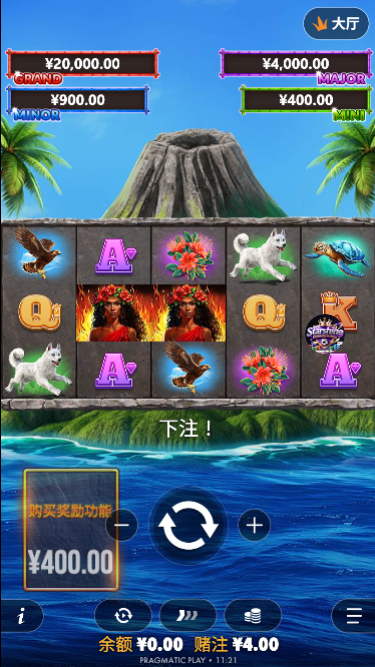 大厅
¥20,000.00
GRAND
¥4,000.00
MAJOR
¥900.00
MINOR
¥400.00
MINI
A
Q
K
Starshine
A
A
下注！
购买奖励功能
¥400.00
余额 ¥0.00 赌注 ¥4.00
PRAGMATIC PLAY • 11:21